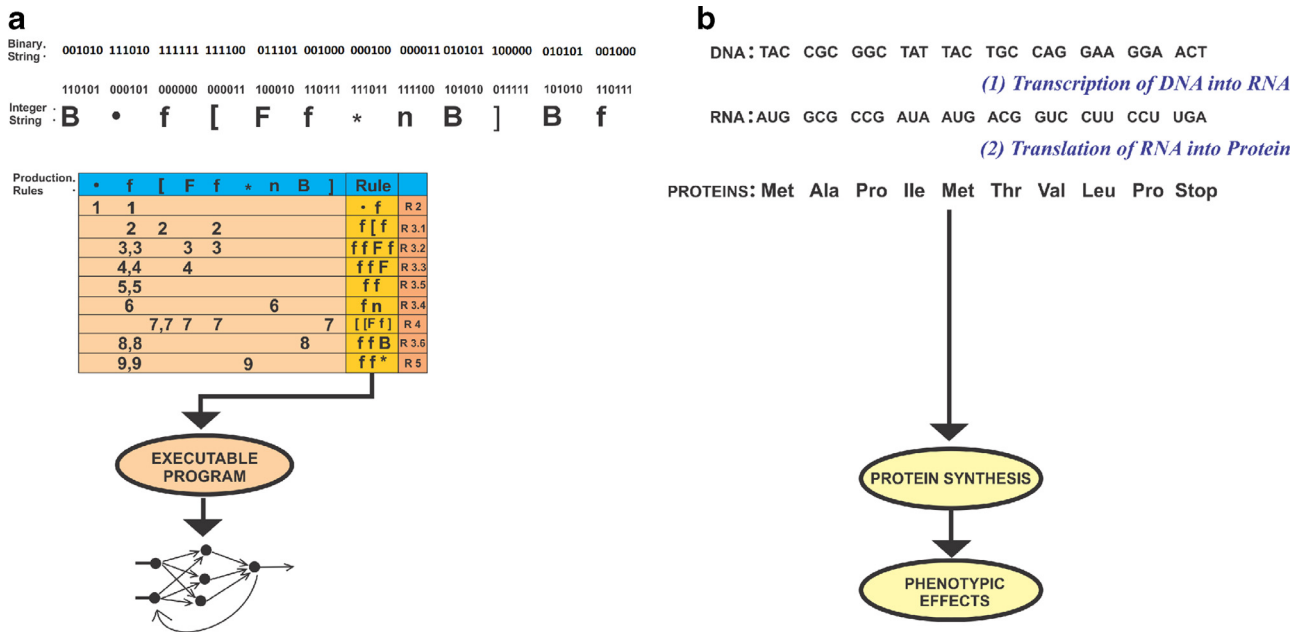 a
Binary. String · 001010 111010 111111 111100 011101 001000 000100 000011 010101 100000 010101 001000
110101 000101 000000 000011 100010 110111 111011 111100 101010 011111 101010 110111
Integer · String · B • f [ F f * n B ] B f
Production. Rules · • f [ F f * n B ] Rule
1 1 • f R 2
2 2 2 f [ f R 3.1
3,3 3 3 f f F f R 3.2
4,4 4 f f F R 3.3
5,5 f f R 3.5
6 6 f n R 3.4
7,7 7 7 7 [ [ F f ] R 4
8,8 8 f f B R 3.6
9,9 9 f f * R 5
EXECUTABLE
PROGRAM
b
DNA: TAC CGC GGC TAT TAC TGC CAG GAA GGA ACT
(1) Transcription of DNA into RNA
RNA: AUG GCG CCG AUA AUG ACG GUC CUU CCU UGA
(2) Translation of RNA into Protein
PROTEINS: Met Ala Pro Ile Met Thr Val Leu Pro Stop
PROTEIN SYNTHESIS
PHENOTYPIC
EFFECTS